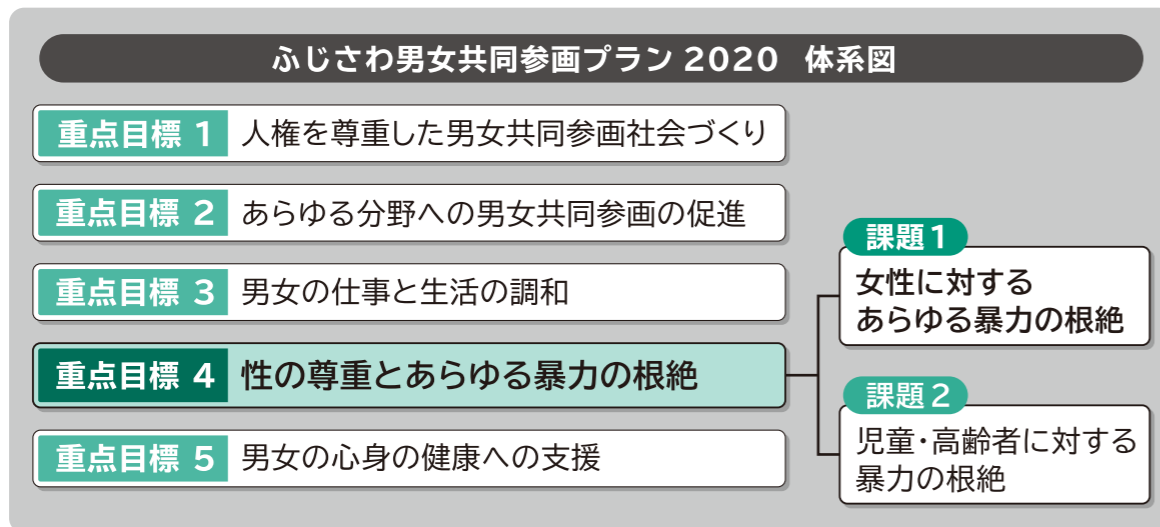 ふじさわ男女共同参画プラン 2020 体系図
重点目標 1 人権を尊重した男女共同参画社会づくり
重点目標 2 あらゆる分野への男女共同参画の促進
重点目標 3 男女の仕事と生活の調和
重点目標 4 性の尊重とあらゆる暴力の根絶
重点目標 5 男女の心身の健康への支援
課題1
女性に対する
あらゆる暴力の根絶
課題2
児童・高齢者に対する
暴力の根絶